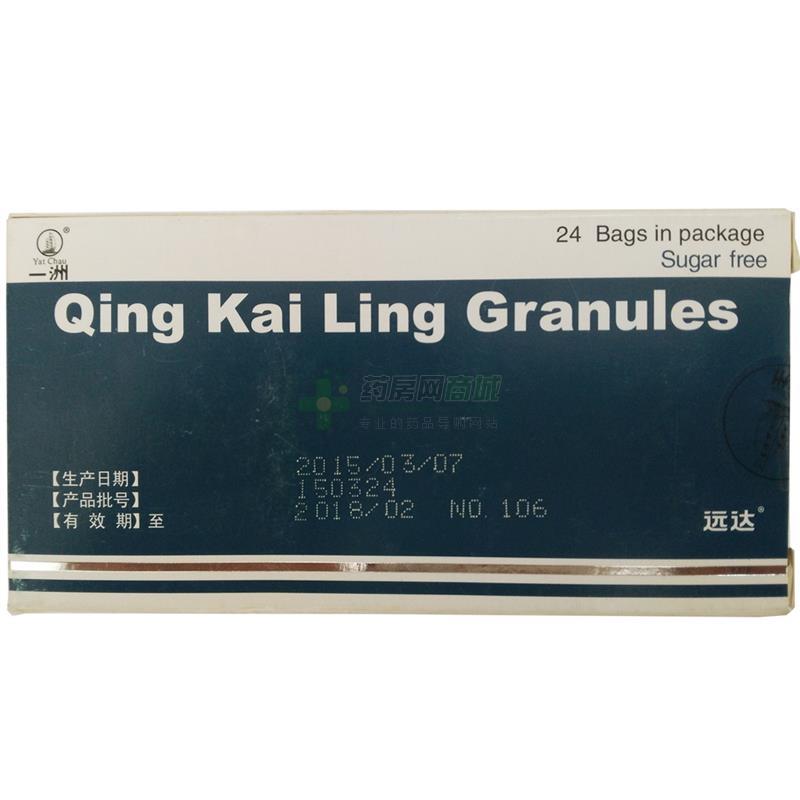 Yat Chau®
一洲
24 Bags in package
Sugar free
Qing Kai Ling Granules
药房网商城
专业的药品导购网站
【生产日期】 2015/03/07
【产品批号】 150324
【有 效 期】至 2018/02 NO.106
远达®